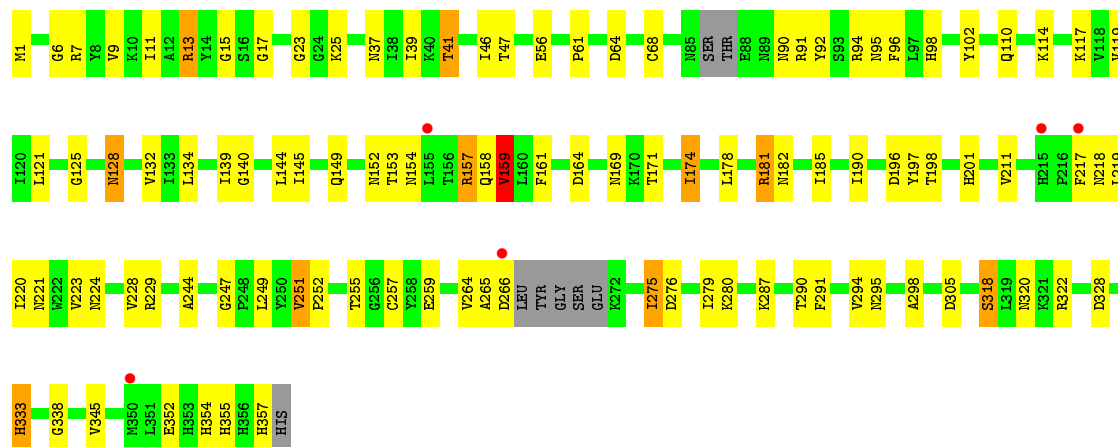 M1 G6 R7 Y8 V9 K10 I11 A12 R13 Y14 G15 S16 G17 G23 G24 K25 N37 I38 I39 K40 T41 I46 T47 E56 P61 D64 C68 N85 SER THR E88 N89 N90 R91 Y92 S93 R94 N95 F96 L97 H98 Y102 Q110 K114 K117 V118
I120 L121 G125 N128 V132 I133 L134 I139 G140 L144 I145 Q149 N152 T153 N154 L155 T156 R157 Q158 V159 L160 F161 D164 N169 K170 T171 I174 L178 R181 N182 I185 I190 D196 Y197 T198 H201 V211 H215 P216 F217 N218
I220 N221 W222 V223 N224 V228 R229 A244 G247 P248 L249 Y250 V251 P252 T255 G256 C257 Y258 E259 V264 A265 D266 LEU TYR GLY SER GLU K272 I275 D276 I279 K280 K287 T290 F291 V294 N295 A298 D305 S318 L319 N320 K321 R322 D328
H333 G338 V345 M350 L351 E352 H353 H354 H355 H356 H357 HIS